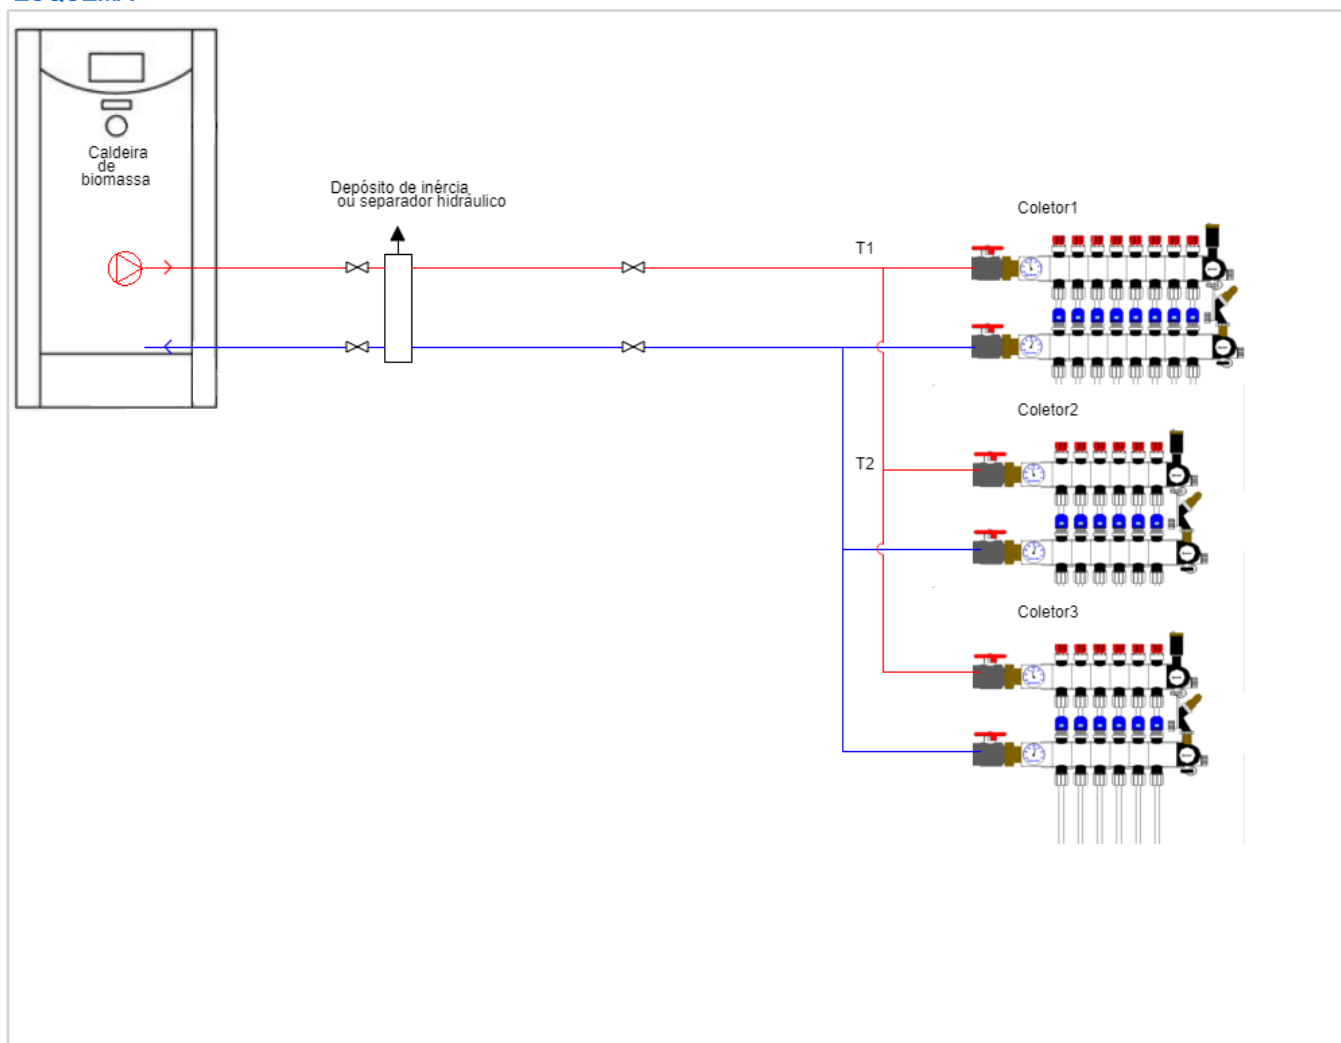 Caldeira
de
biomassa
Depósito de inércia
ou separador hidráulico
Coletor1
T1
Coletor2
T2
Coletor3